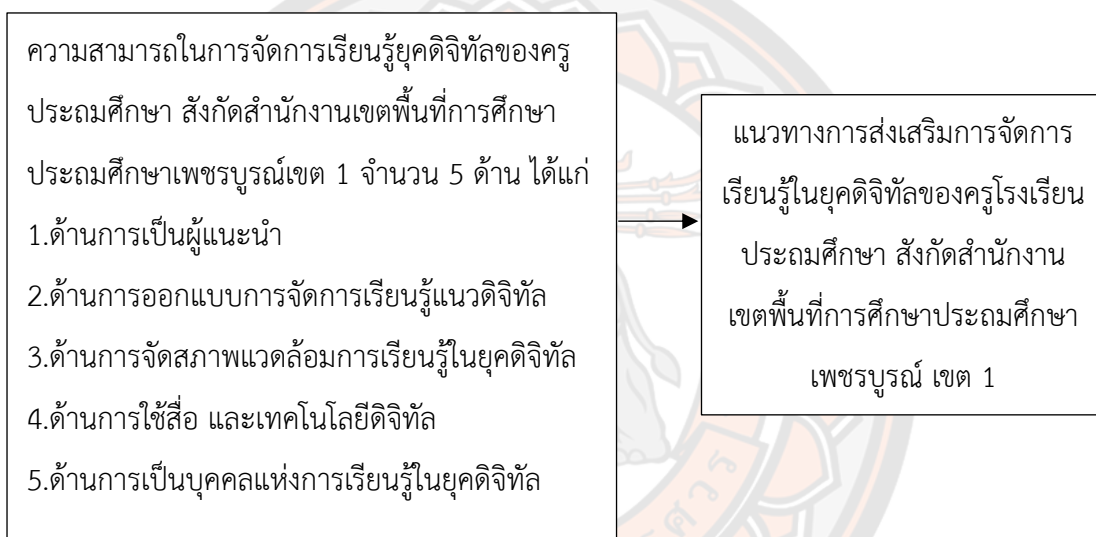 ความสามารถในการจัดการเรียนรู้ยุคดิจิทัลของครู
ประถมศึกษา สังกัดสำนักงานเขตพื้นที่การศึกษา
ประถมศึกษาเพชรบูรณ์เขต 1 จำนวน 5 ด้าน ได้แก่
1.ด้านการเป็นผู้แนะนำ
2.ด้านการออกแบบการจัดการเรียนรู้แนวดิจิทัล
3.ด้านการจัดสภาพแวดล้อมการเรียนรู้ในยุคดิจิทัล
4.ด้านการใช้สื่อ และเทคโนโลยีดิจิทัล
5.ด้านการเป็นบุคคลแห่งการเรียนรู้ในยุคดิจิทัล
แนวทางการส่งเสริมการจัดการ
เรียนรู้ในยุคดิจิทัลของครูโรงเรียน
ประถมศึกษา สังกัดสำนักงาน
เขตพื้นที่การศึกษาประถมศึกษา
เพชรบูรณ์ เขต 1